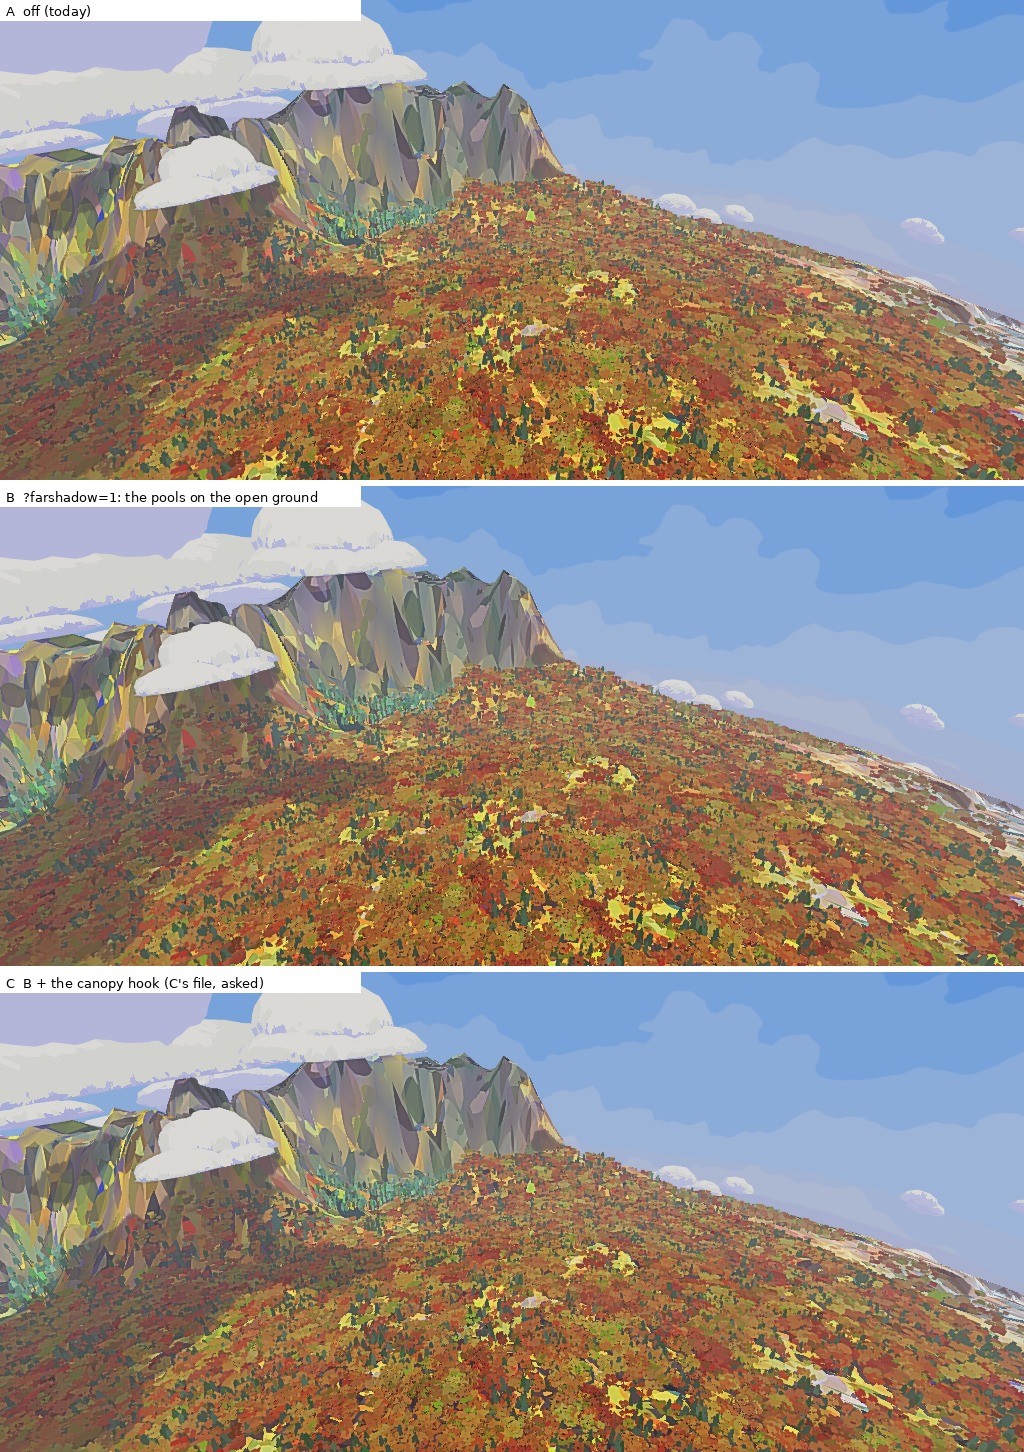 A off (today)
B ?farshadow=1: the pools on the open ground
C B + the canopy hook (C's file, asked)